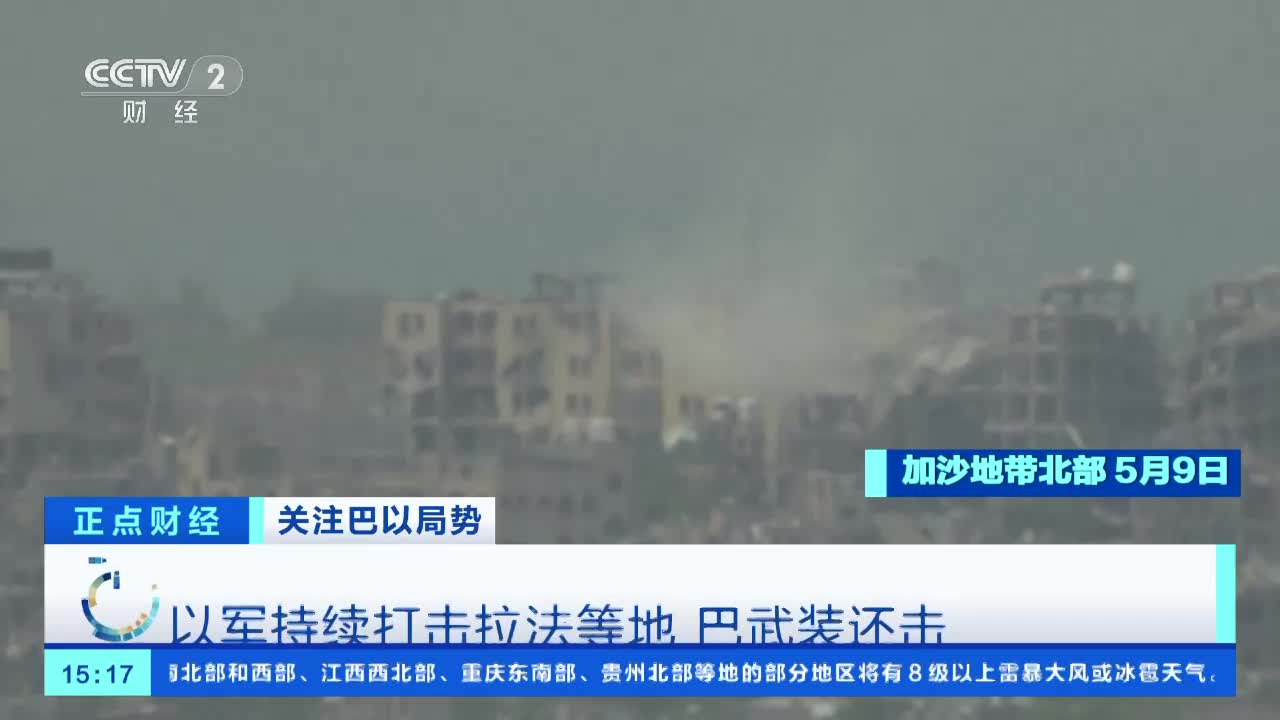 CCTV 2
财 经
加沙地带北部 5月9日
正点财经
关注巴以局势
以军持续打击拉法等地 巴武装还击
15:17
北部和西部、江西西北部、重庆东南部、贵州北部等地的部分地区将有8级以上雷暴大风或冰雹天气。